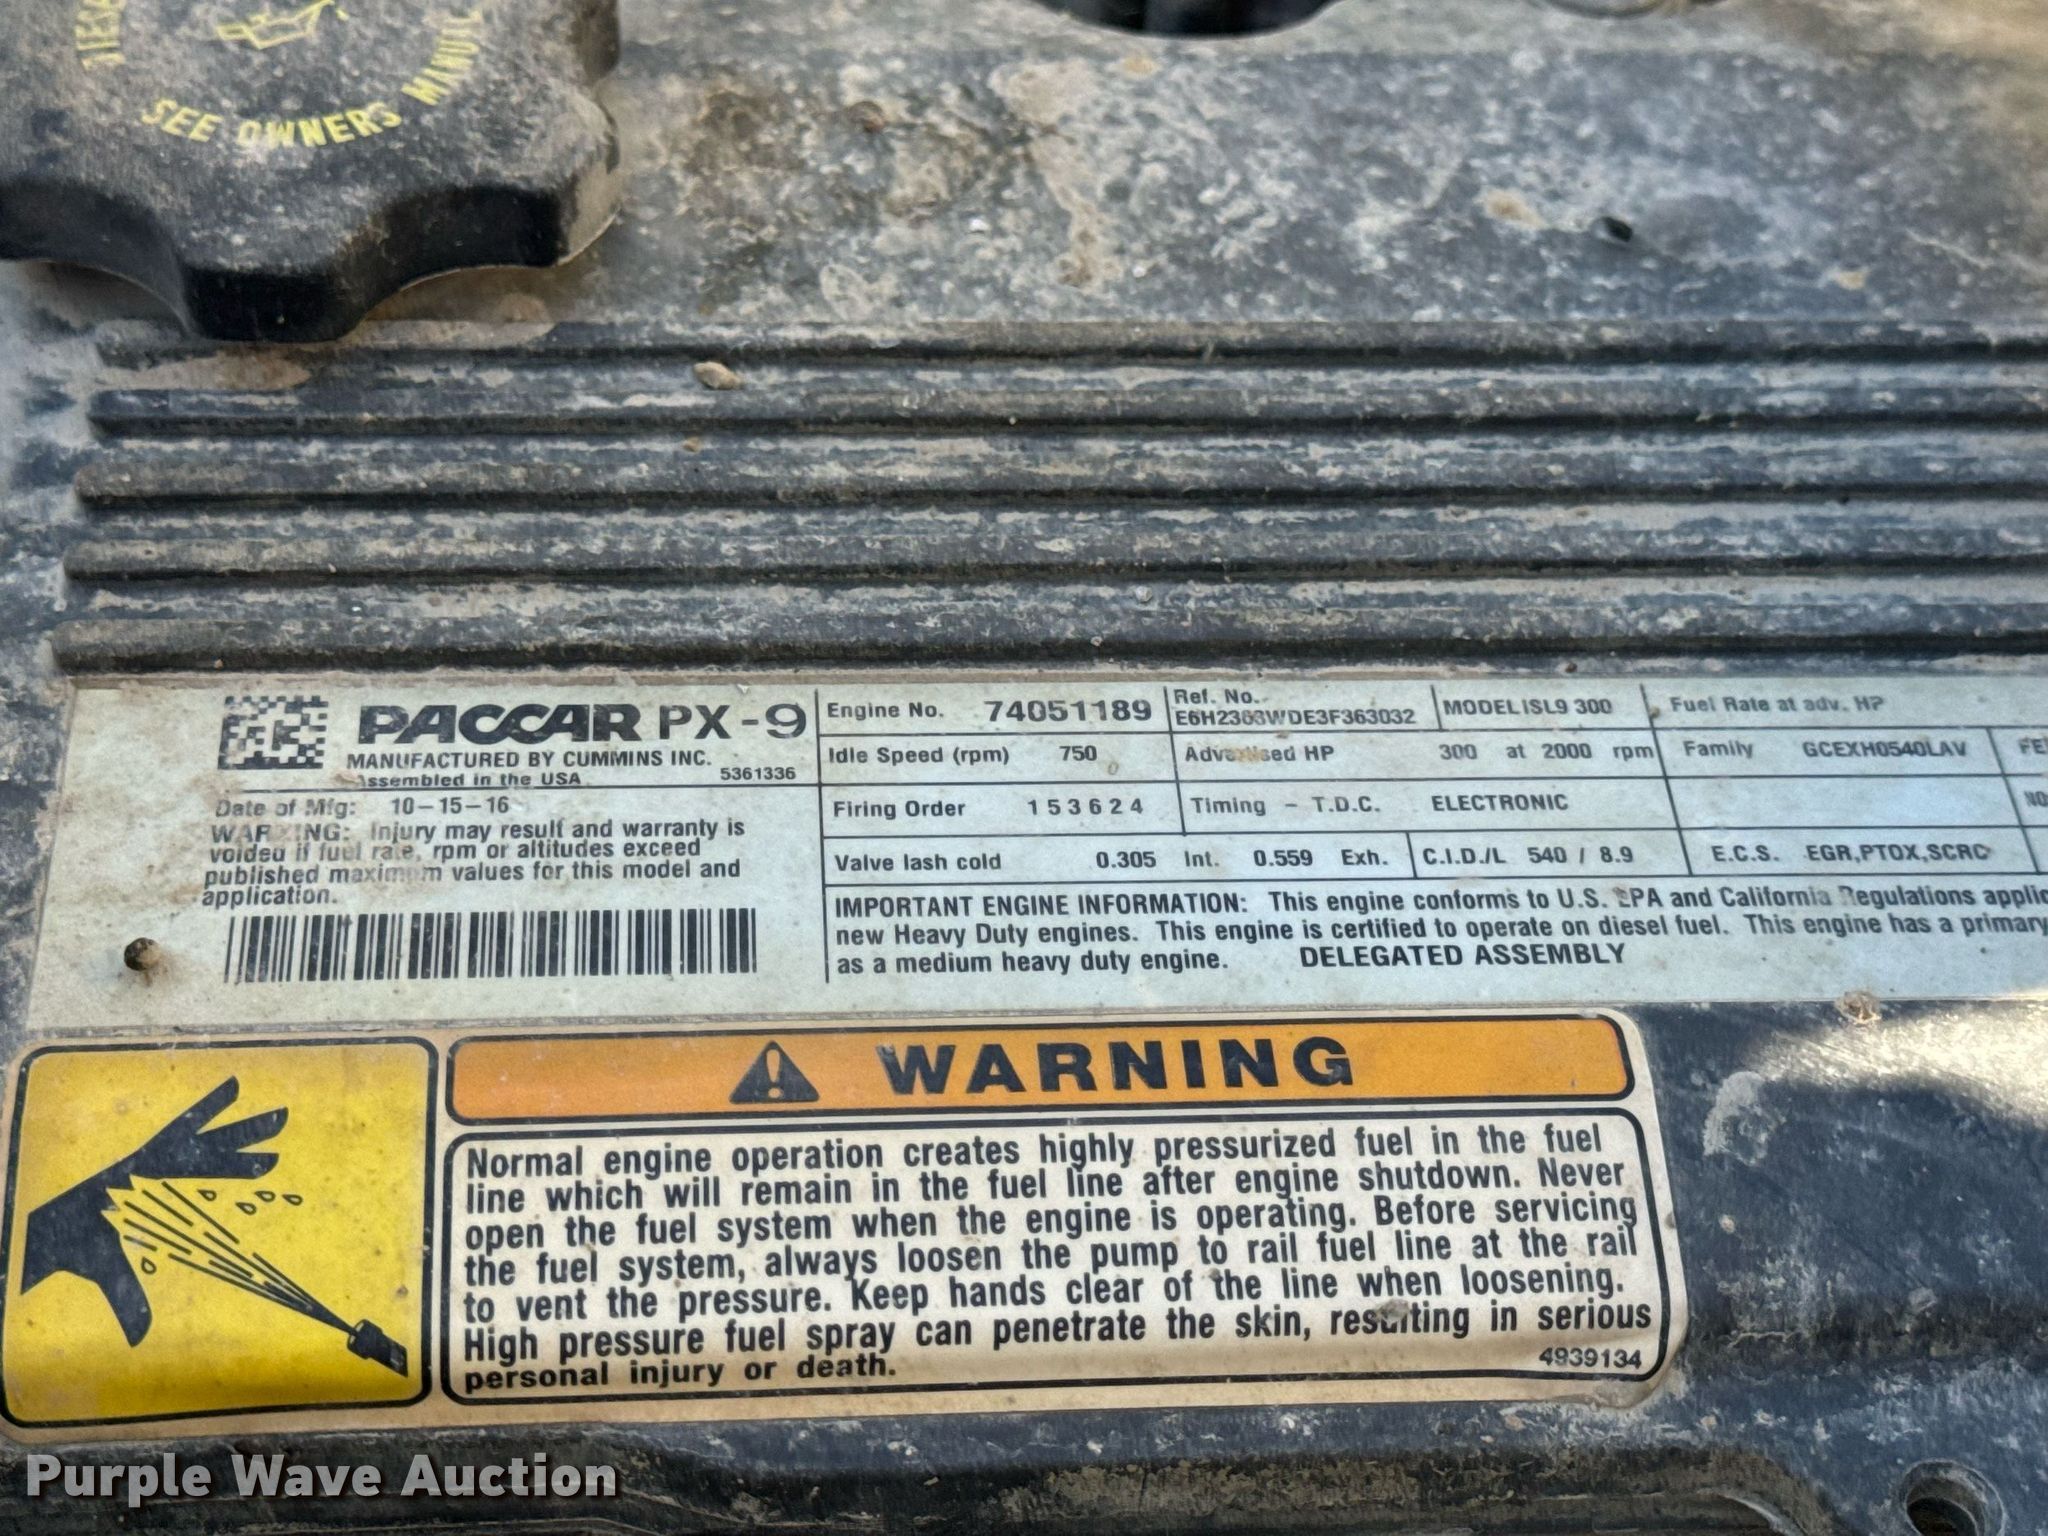 DIESEL
SEE OWNERS MANUAL
PACCAR PX-9
MANUFACTURED BY CUMMINS INC.
Assembled in the USA 5361336
Date of Mfg: 10-15-16
WARNING: Injury may result and warranty is
voided if fuel rate, rpm or altitudes exceed
published maximum values for this model and
application.
Engine No. 74051189
Ref. No.
E6H2363WDE3F363032
MODEL ISL9 300
Fuel Rate at adv. HP
Idle Speed (rpm) 750
Advertised HP 300 at 2000 rpm
Family GCEXH0540LAV
Firing Order 1 5 3 6 2 4
Timing - T.D.C. ELECTRONIC
NO
Valve lash cold 0.305 Int. 0.559 Exh.
C.I.D./L 540 / 8.9
E.C.S. EGR,PTOX,SCRC
IMPORTANT ENGINE INFORMATION: This engine conforms to U.S. EPA and California Regulations applic
new Heavy Duty engines. This engine is certified to operate on diesel fuel. This engine has a primary
as a medium heavy duty engine. DELEGATED ASSEMBLY
WARNING
Normal engine operation creates highly pressurized fuel in the fuel
line which will remain in the fuel line after engine shutdown. Never
open the fuel system when the engine is operating. Before servicing
the fuel system, always loosen the pump to rail fuel line at the rail
to vent the pressure. Keep hands clear of the line when loosening.
High pressure fuel spray can penetrate the skin, resulting in serious
personal injury or death.
4939134
Purple Wave Auction